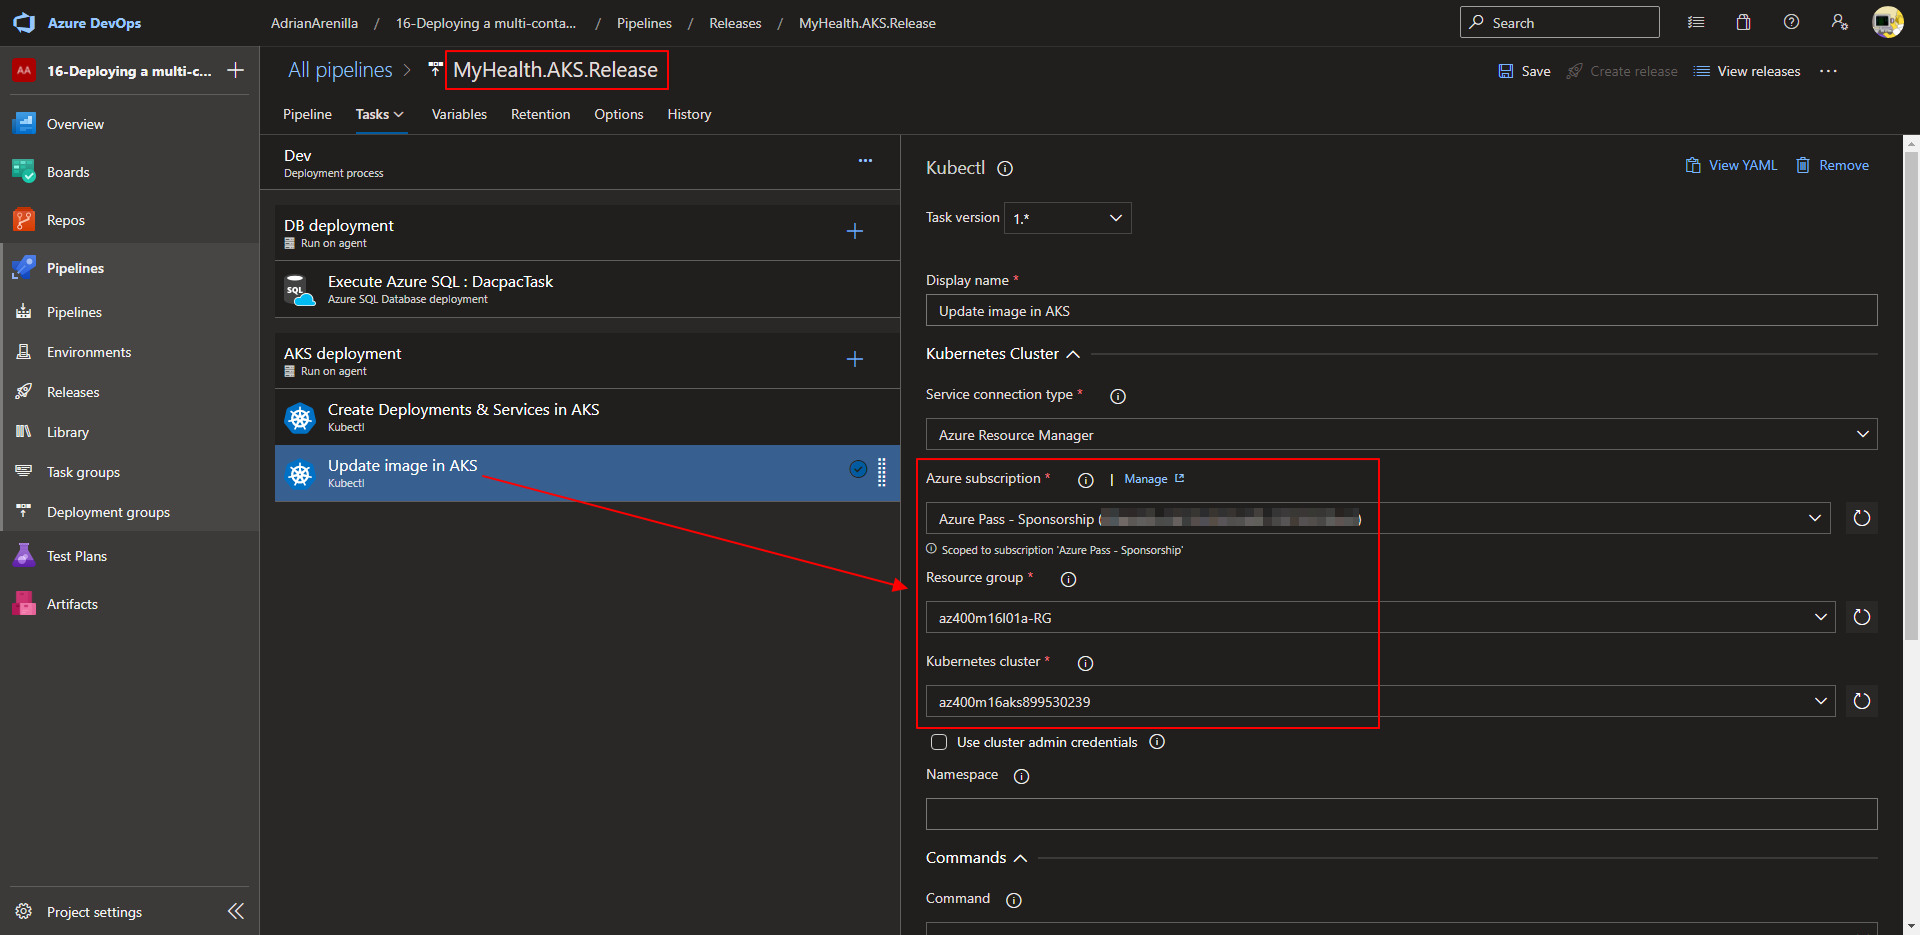 Azure DevOps
AdrianArenilla / 16-Deploying a multi-conta... / Pipelines / Releases / MyHealth.AKS.Release
Search
AA 16-Deploying a multi-c...
Overview
Boards
Repos
Pipelines
Pipelines
Environments
Releases
Library
Task groups
Deployment groups
Test Plans
Artifacts
Project settings
All pipelines > MyHealth.AKS.Release
Save Create release View releases
Pipeline Tasks Variables Retention Options History
Dev
Deployment process
DB deployment
Run on agent
SQL
Execute Azure SQL : DacpacTask
Azure SQL Database deployment
AKS deployment
Run on agent
Create Deployments & Services in AKS
Kubectl
Update image in AKS
Kubectl
Kubectl
View YAML Remove
Task version 1.*
Display name *
Update image in AKS
Kubernetes Cluster
Service connection type *
Azure Resource Manager
Azure subscription * | Manage
Azure Pass - Sponsorship ( )
Scoped to subscription 'Azure Pass - Sponsorship'
Resource group *
az400m16l01a-RG
Kubernetes cluster *
az400m16aks899530239
Use cluster admin credentials
Namespace
Commands
Command